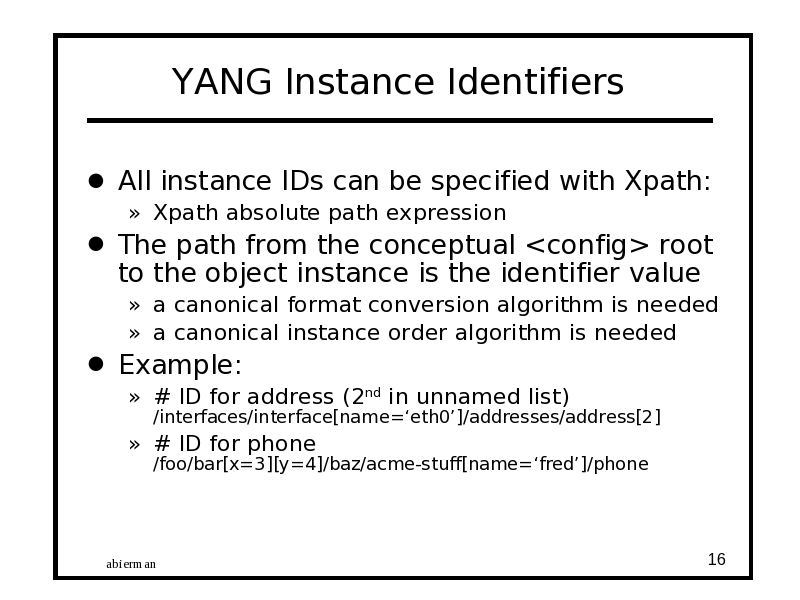 YANG Instance Identifiers
● All instance IDs can be specified with Xpath:
» Xpath absolute path expression
● The path from the conceptual <config> root
to the object instance is the identifier value
» a canonical format conversion algorithm is needed
» a canonical instance order algorithm is needed
● Example:
» # ID for address (2nd in unnamed list)
/interfaces/interface[name=‘eth0’]/addresses/address[2]
» # ID for phone
/foo/bar[x=3][y=4]/baz/acme-stuff[name=‘fred’]/phone
abierman
16